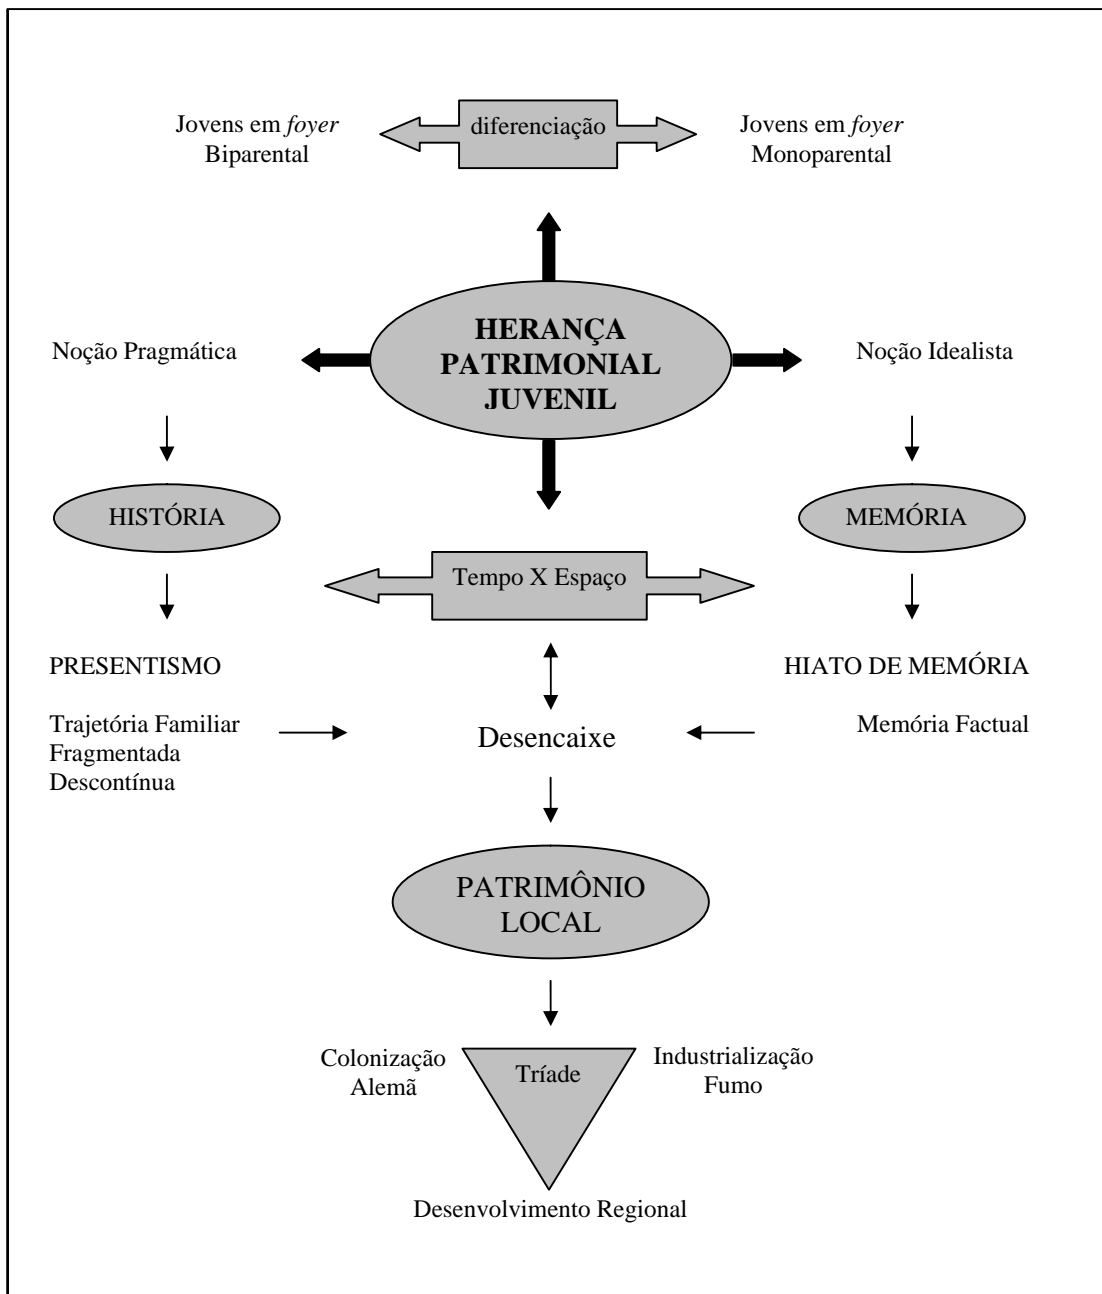 Jovens em foyer
Biparental
diferenciação
Jovens em foyer
Monoparental
HERANÇA
PATRIMONIAL
JUVENIL
Noção Pragmática
Noção Idealista
HISTÓRIA
MEMÓRIA
Tempo X Espaço
PRESENTISMO
HIATO DE MEMÓRIA
Trajetória Familiar
Fragmentada
Descontínua
Desencaixe
Memória Factual
PATRIMÔNIO
LOCAL
Colonização
Alemã
Tríade
Industrialização
Fumo
Desenvolvimento Regional